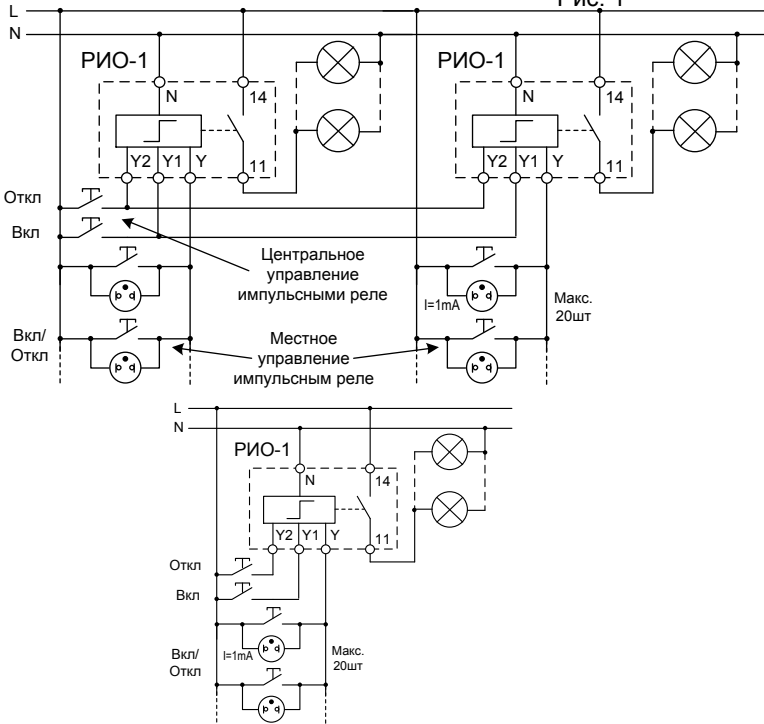 Рис. 1
L
N
РИО-1
РИО-1
N
14
N
14
Y2 Y1 Y
11
Y2 Y1 Y
11
Откл
Вкл
Центральное
управление
импульсными реле
I=1mA
Макс.
20шт
Вкл/
Откл
Местное
управление
импульсным реле
L
N
РИО-1
N
14
Y2 Y1 Y
11
Откл
Вкл
Вкл/
Откл
I=1mA
Макс.
20шт